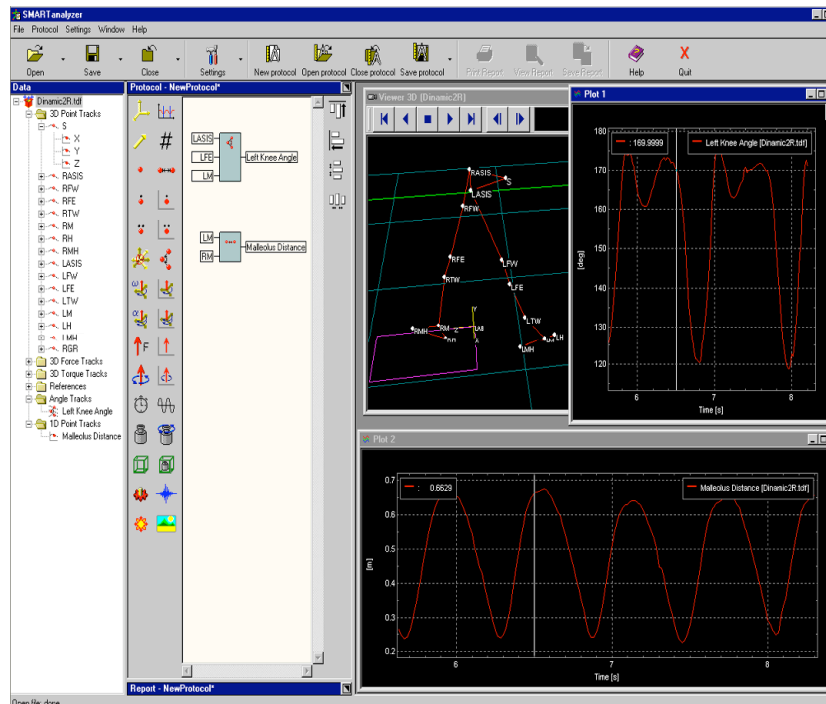 SMARTanalyzer
File Protocol Settings Window Help
Open Save Close Settings New protocol Open protocol Close protocol Save protocol Print Report View Report Save Report Help Quit
Data
Dinamic2R.tdf
3D Point Tracks
S
X
Y
Z
RASIS
RFW
RFE
RTW
RM
RH
RMH
LASIS
LFW
LFE
LTW
LM
LH
LMH
RGR
3D Force Tracks
3D Torque Tracks
References
Angle Tracks
Left Knee Angle
1D Point Tracks
Malleolus Distance
Protocol - NewProtocol*
LASIS
LFE
LM
Left Knee Angle
LM
RM
Malleolus Distance
Report - NewProtocol*
Viewer 3D [Dinamic2R]
RASIS
S
LASIS
RFW
RFE
LFW
RTW
LFE
LTW
RMH
RM
Z
Y
LAB
X
LMH
LH
Plot 1
: 169.9999
Left Knee Angle [Dinamic2R.tdf]
180
170
160
150
140
130
120
[deg]
6 7 8
Time [s]
Plot 2
: 0.6629
Malleolus Distance [Dinamic2R.tdf]
0.7
0.6
0.5
0.4
0.3
0.2
[m]
6 7 8
Time [s]
Open file: done